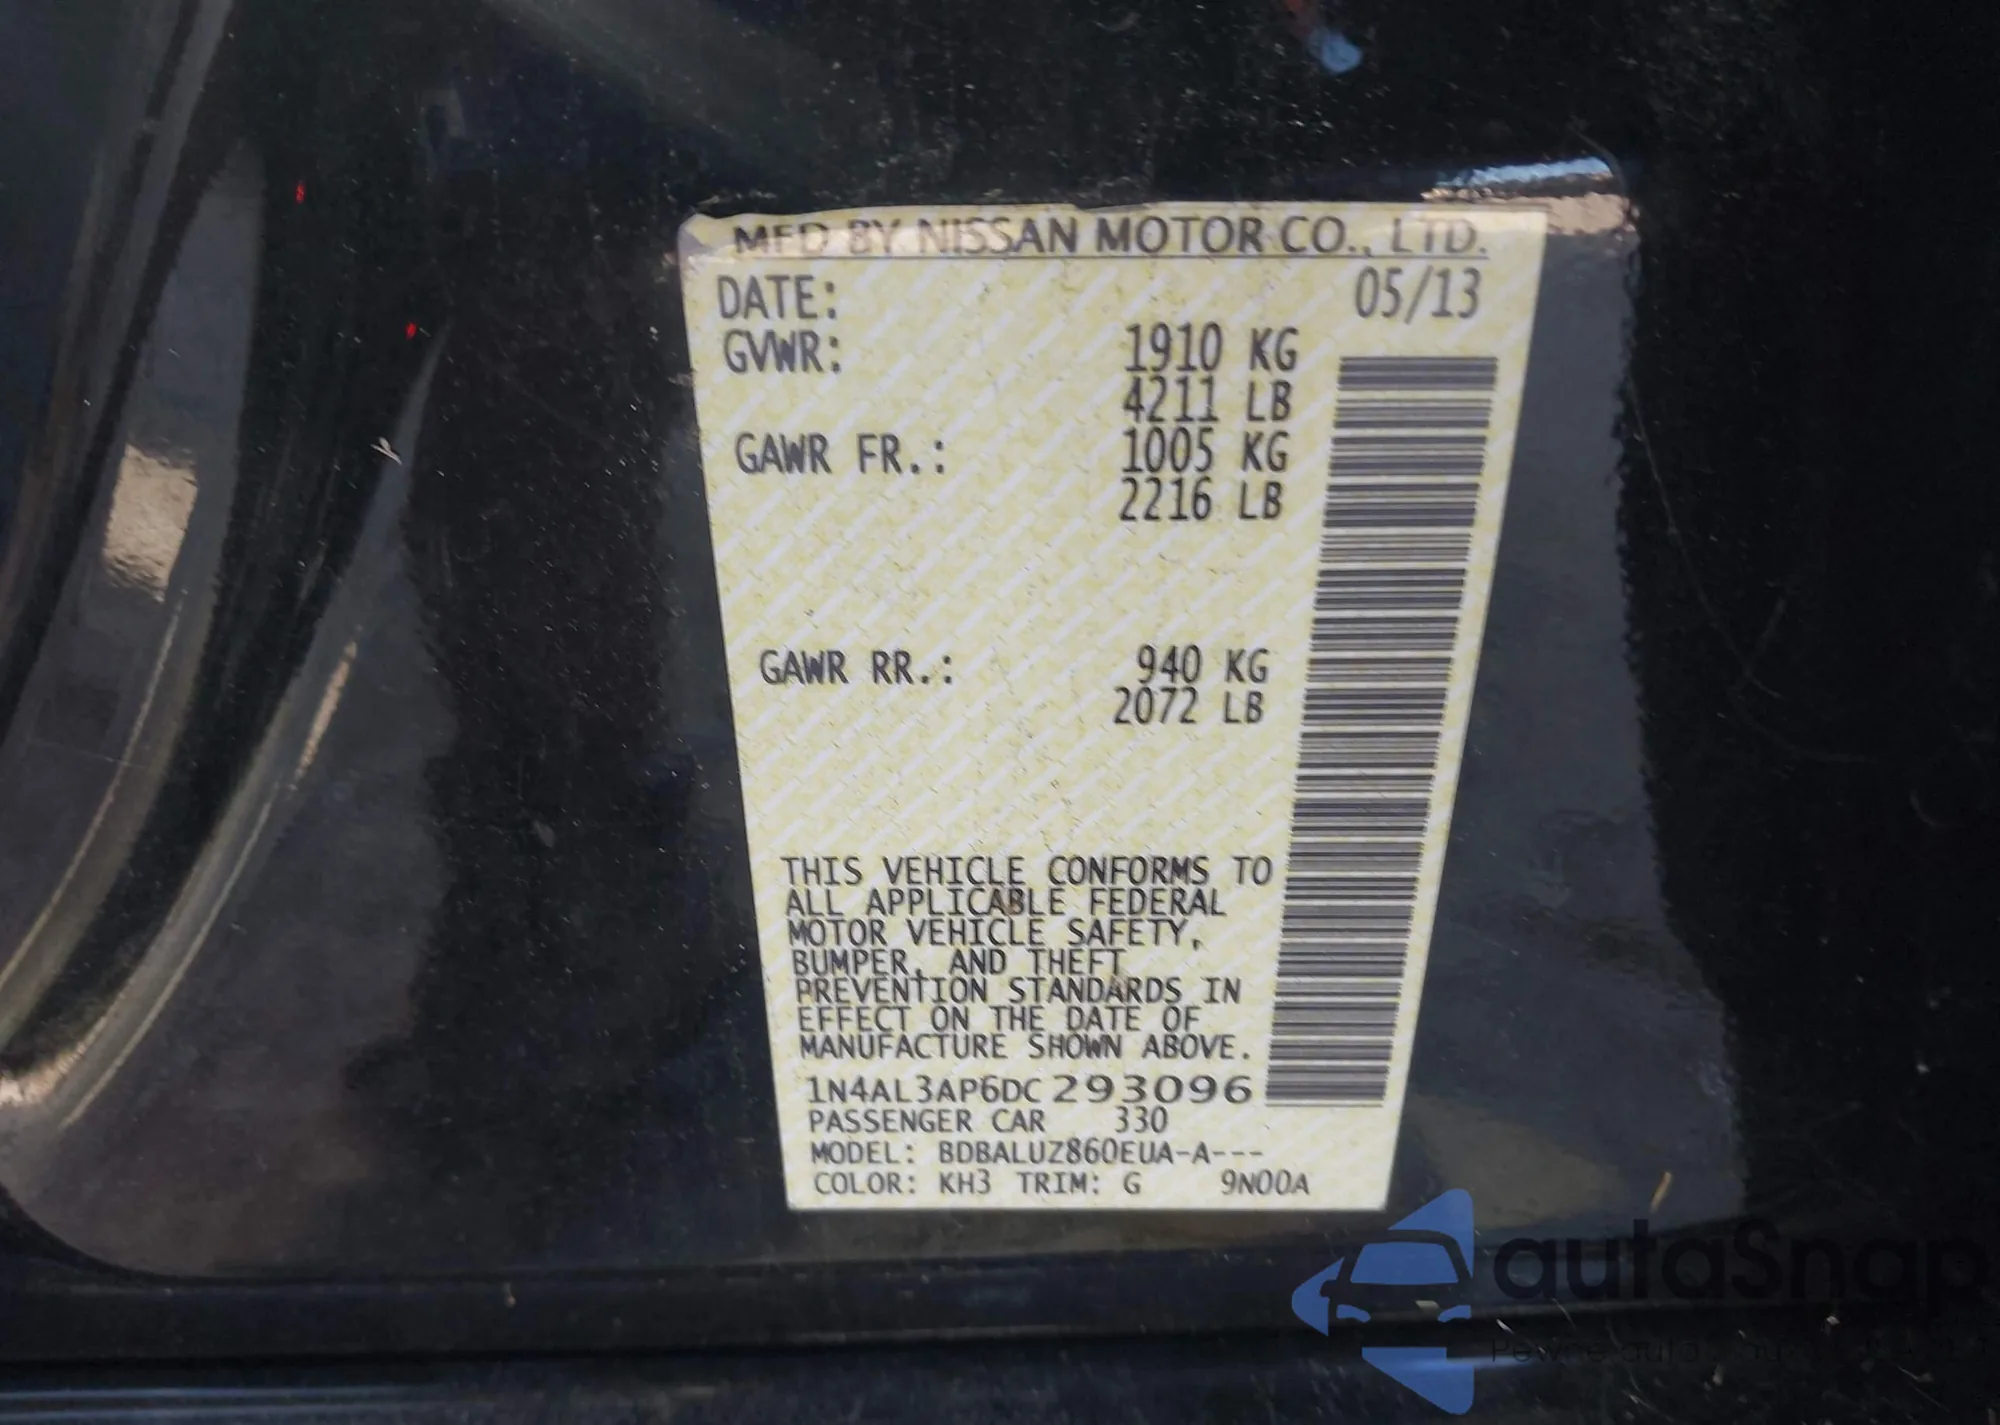 MFD BY NISSAN MOTOR CO., LTD.
DATE: 05/13
GVWR: 1910 KG
4211 LB
GAWR FR.: 1005 KG
2216 LB
GAWR RR.: 940 KG
2072 LB
THIS VEHICLE CONFORMS TO
ALL APPLICABLE FEDERAL
MOTOR VEHICLE SAFETY,
BUMPER, AND THEFT
PREVENTION STANDARDS IN
EFFECT ON THE DATE OF
MANUFACTURE SHOWN ABOVE.
1N4AL3AP6DC293096
PASSENGER CAR 330
MODEL: BDBALUZ860EUA-A---
COLOR: KH3 TRIM: G 9N00A
autaSnap
Pewne auta